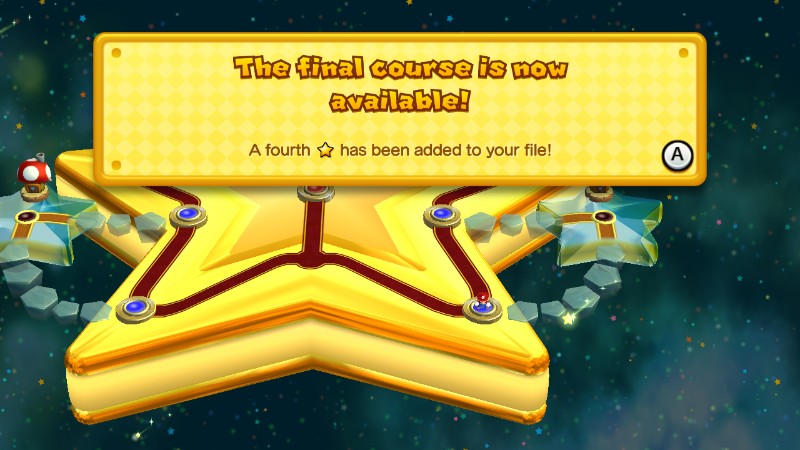 The final course is now
available!
A fourth ⭐ has been added to your file!
A